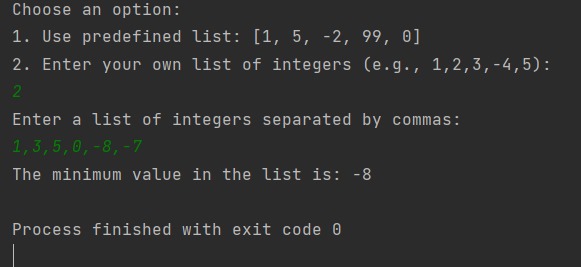 Choose an option:
1. Use predefined list: [1, 5, -2, 99, 0]
2. Enter your own list of integers (e.g., 1,2,3,-4,5):
2
Enter a list of integers separated by commas:
1,3,5,0,-8,-7
The minimum value in the list is: -8
Process finished with exit code 0